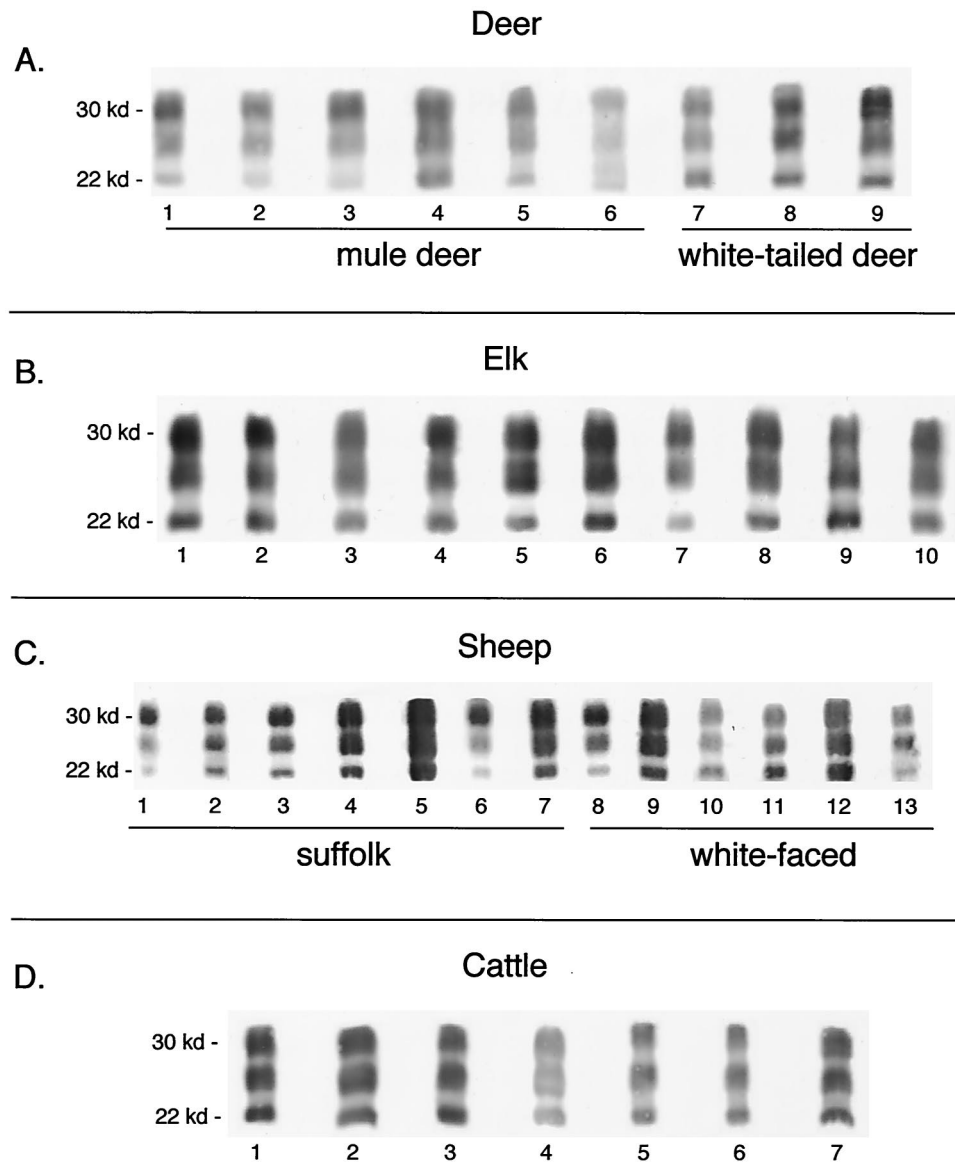 Deer
A.
30 kd -
22 kd -
1 2 3 4 5 6 7 8 9
mule deer white-tailed deer
Elk
B.
30 kd -
22 kd -
1 2 3 4 5 6 7 8 9 10
Sheep
C.
30 kd -
22 kd -
1 2 3 4 5 6 7 8 9 10 11 12 13
suffolk white-faced
Cattle
D.
30 kd -
22 kd -
1 2 3 4 5 6 7